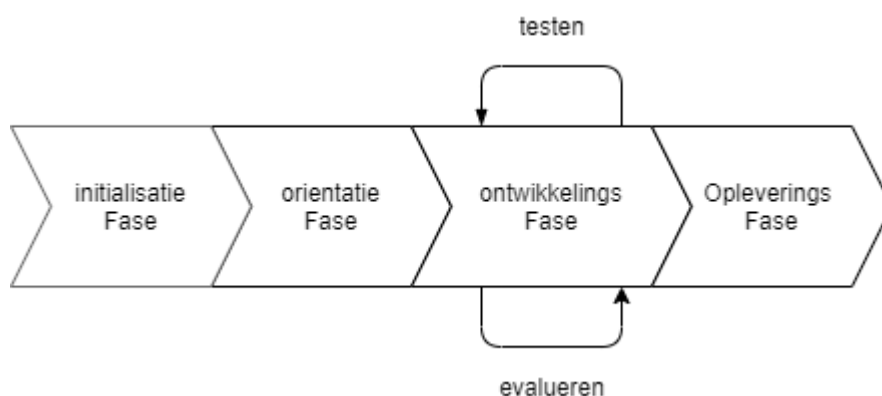 testen
initialisatie
Fase
orientatie
Fase
ontwikkelings
Fase
Opleverings
Fase
evalueren